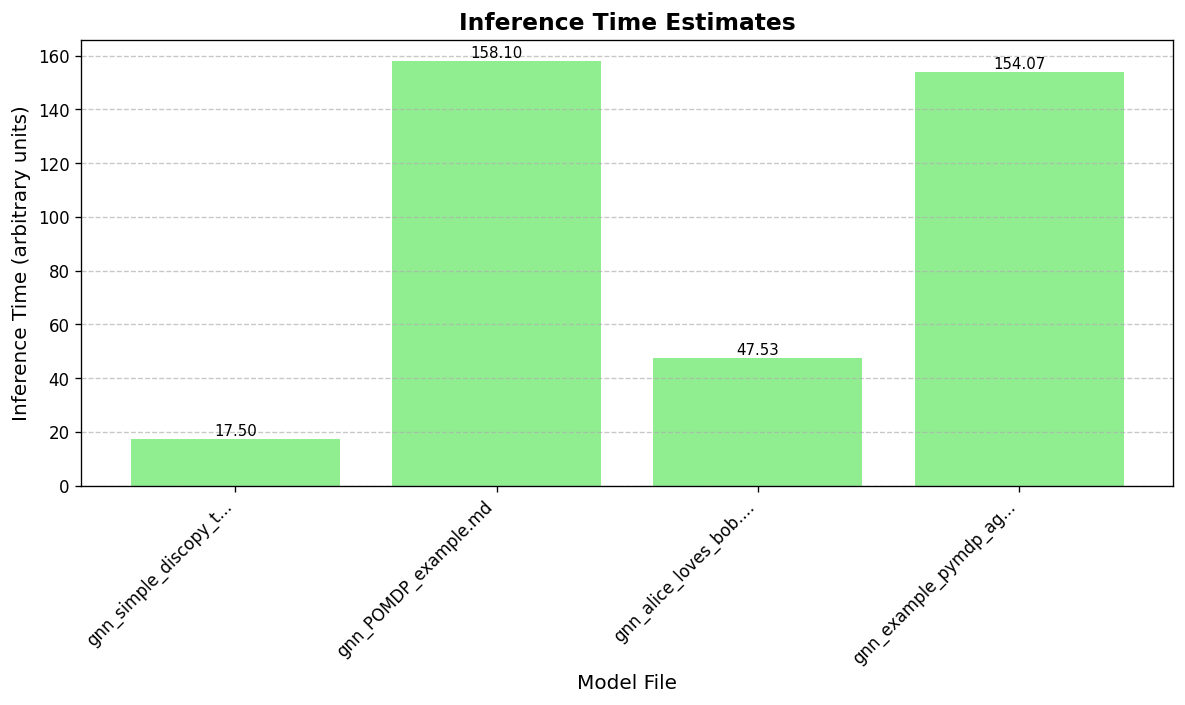 Inference Time Estimates
Inference Time (arbitrary units)
160
140
120
100
80
60
40
20
0
17.50
158.10
47.53
154.07
gnn_simple_discopy_t...
gnn_POMDP_example.md
gnn_alice_loves_bob....
gnn_example_pymdp_ag...
Model File